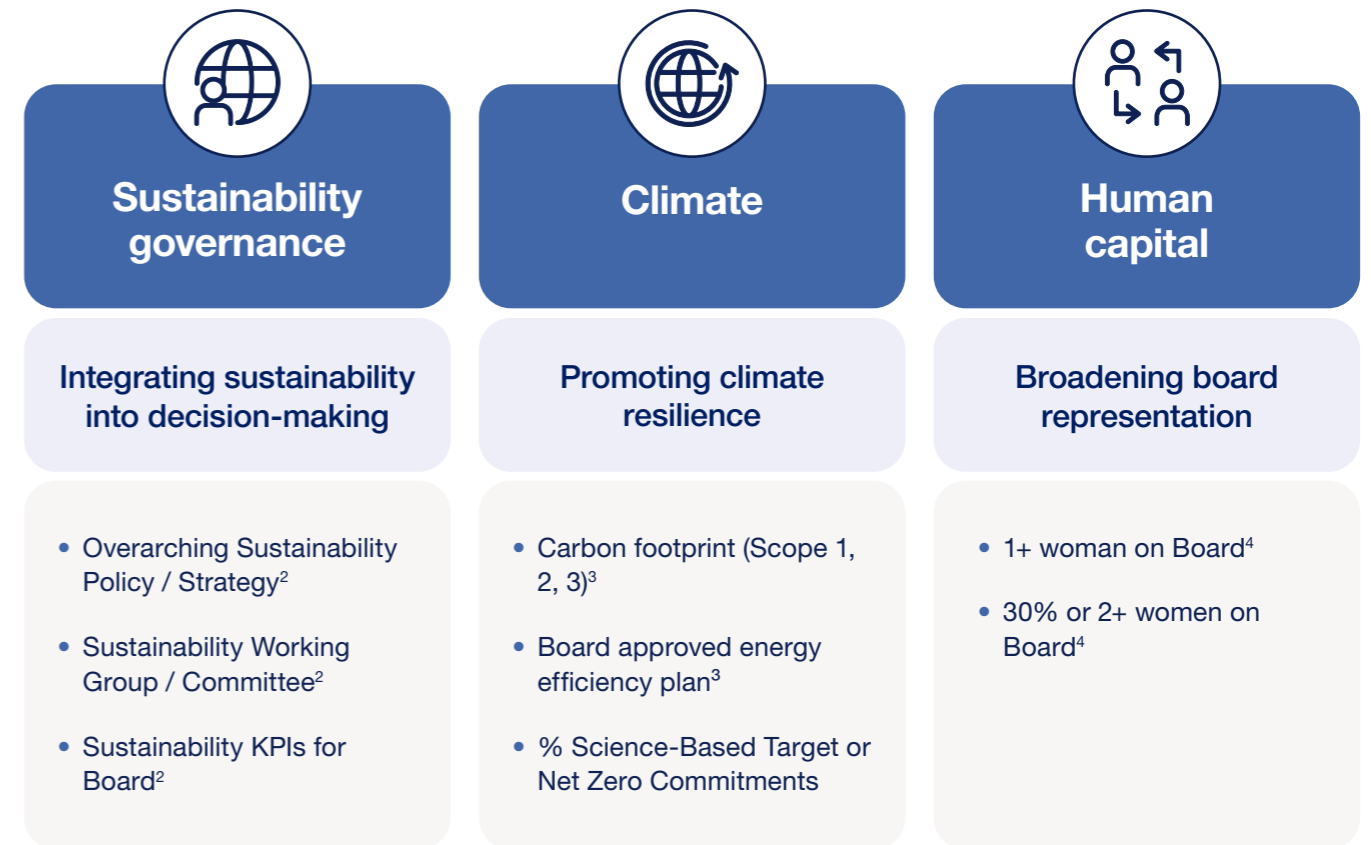 Sustainability
governance
Integrating sustainability
into decision-making
• Overarching Sustainability
Policy / Strategy²
• Sustainability Working
Group / Committee²
• Sustainability KPIs for
Board²
Climate
Promoting climate
resilience
• Carbon footprint (Scope 1,
2, 3)³
• Board approved energy
efficiency plan³
• % Science-Based Target or
Net Zero Commitments
Human
capital
Broadening board
representation
• 1+ woman on Board⁴
• 30% or 2+ women on
Board⁴